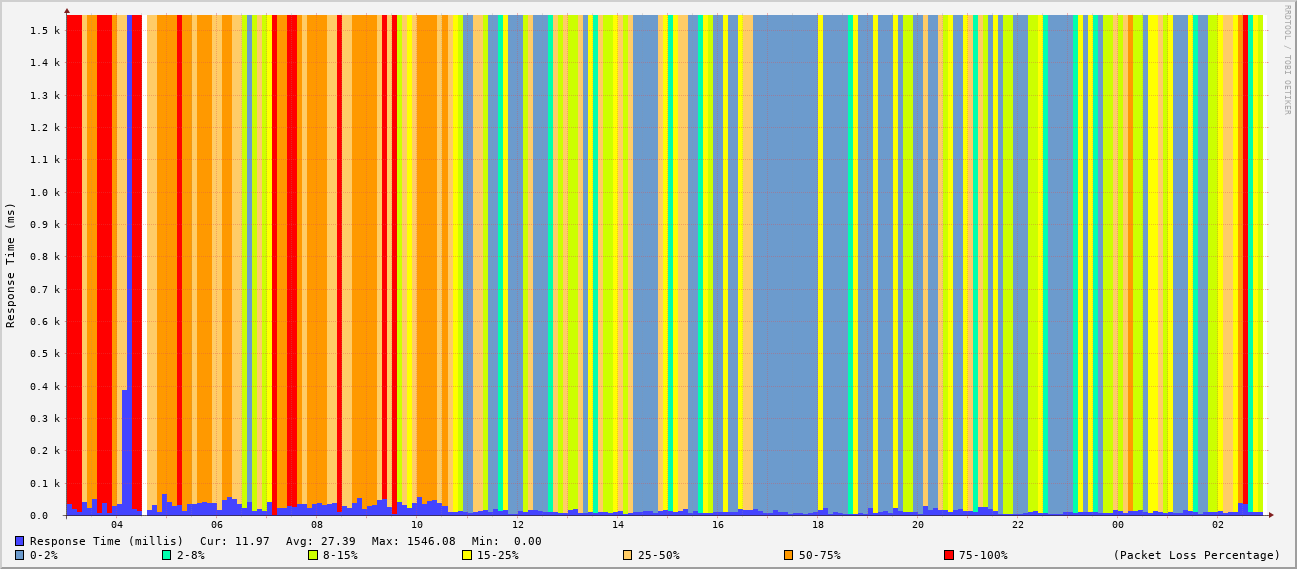 RRDTOOL / TOBI OETIKER
Response Time (ms)
1.5 k
1.4 k
1.3 k
1.2 k
1.1 k
1.0 k
0.9 k
0.8 k
0.7 k
0.6 k
0.5 k
0.4 k
0.3 k
0.2 k
0.1 k
0.0
04 06 08 10 12 14 16 18 20 22 00 02
Response Time (millis) Cur: 11.97 Avg: 27.39 Max: 1546.08 Min: 0.00
0-2% 2-8% 8-15% 15-25% 25-50% 50-75% 75-100% (Packet Loss Percentage)